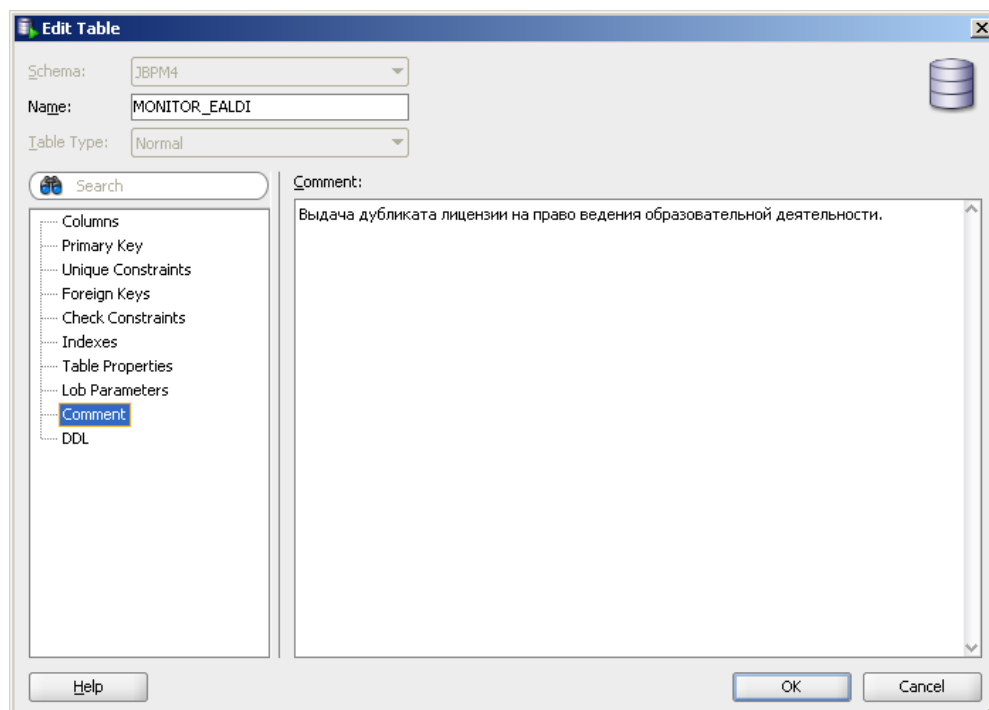 Edit Table
Schema: JBPM4
Name: MONITOR_EALDI
Table Type: Normal
Search
Columns
Primary Key
Unique Constraints
Foreign Keys
Check Constraints
Indexes
Table Properties
Lob Parameters
Comment
DDL
Comment:
Выдача дубликата лицензии на право ведения образовательной деятельности.
Help
OK
Cancel